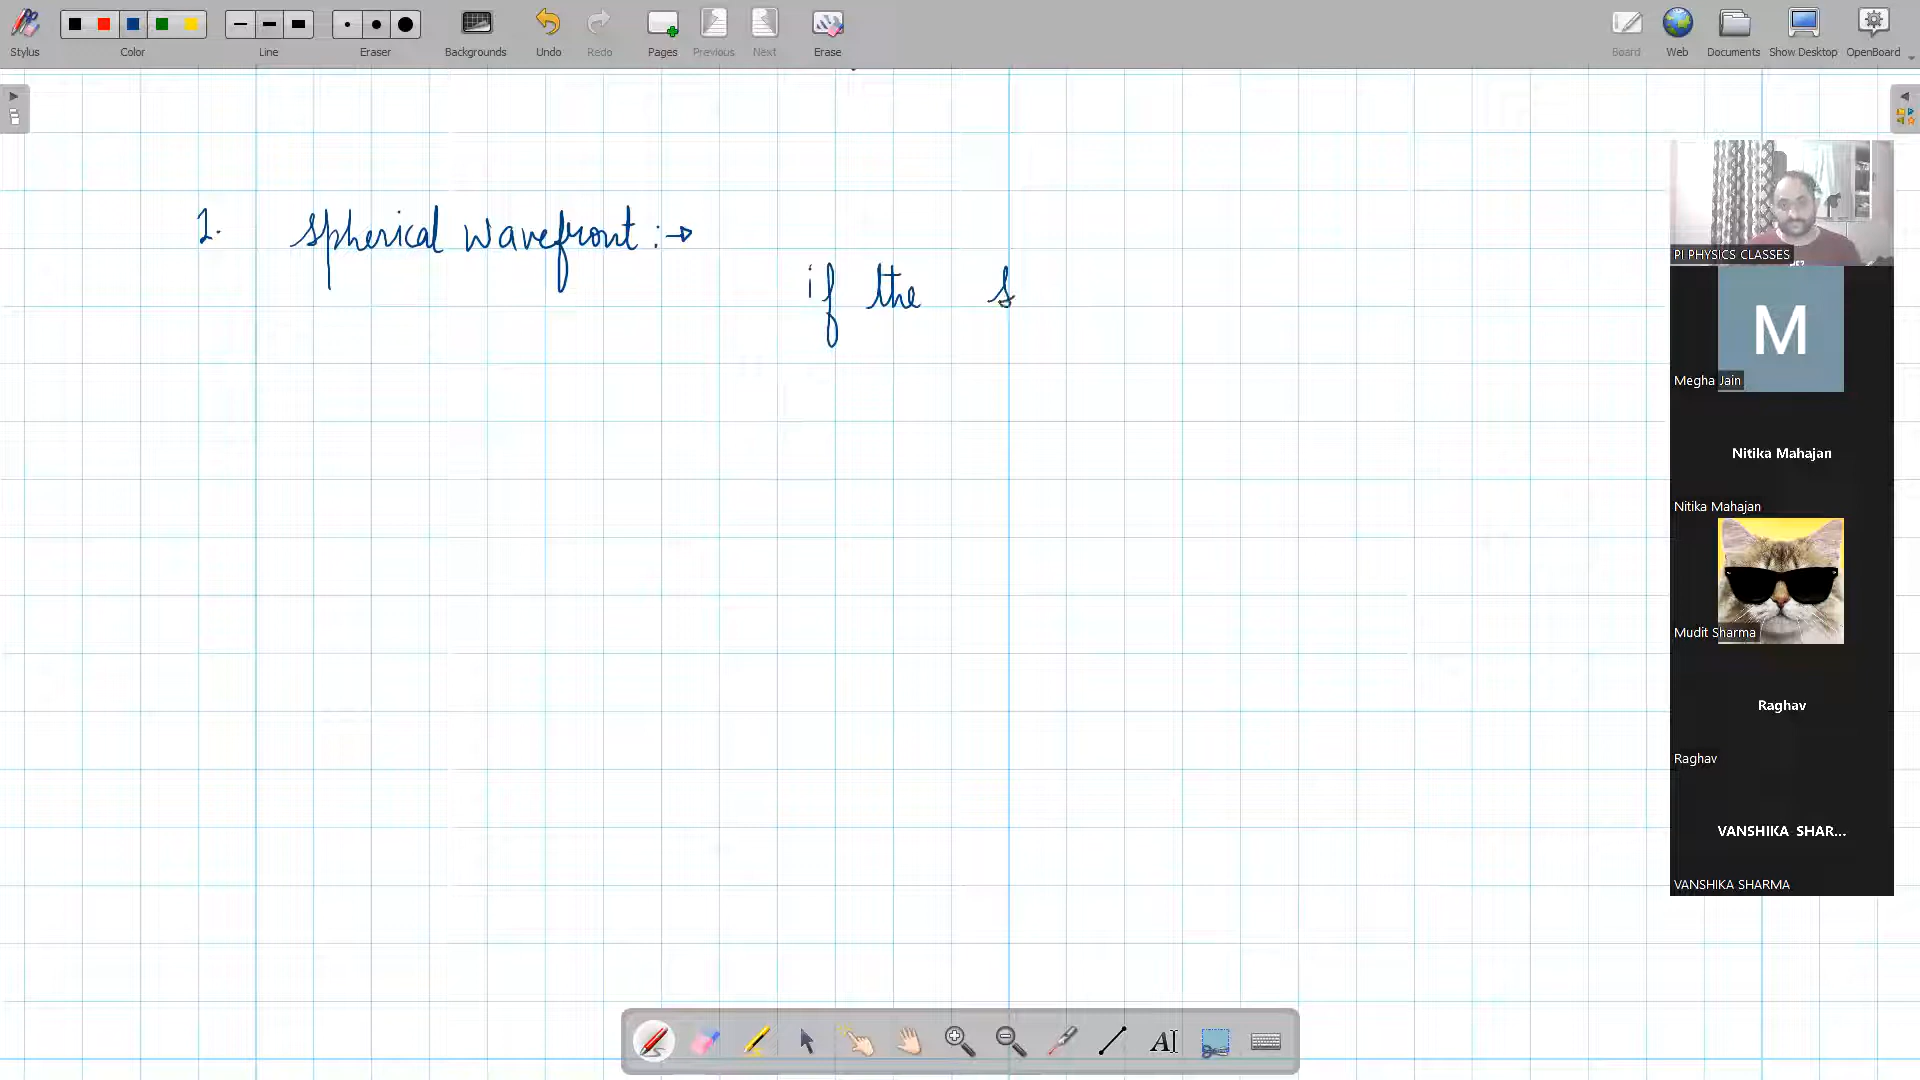 Stylus
Color
Line
Eraser
Backgrounds
Undo
Redo
Pages
Previous
Next
Erase
Board
Web
Documents
Show Desktop
OpenBoard
1. Spherical Wavefront :→
if the s
PI PHYSICS CLASSES
M
Megha Jain
Nitika Mahajan
Nitika Mahajan
Mudit Sharma
Raghav
Raghav
VANSHIKA SHAR...
VANSHIKA SHARMA
A